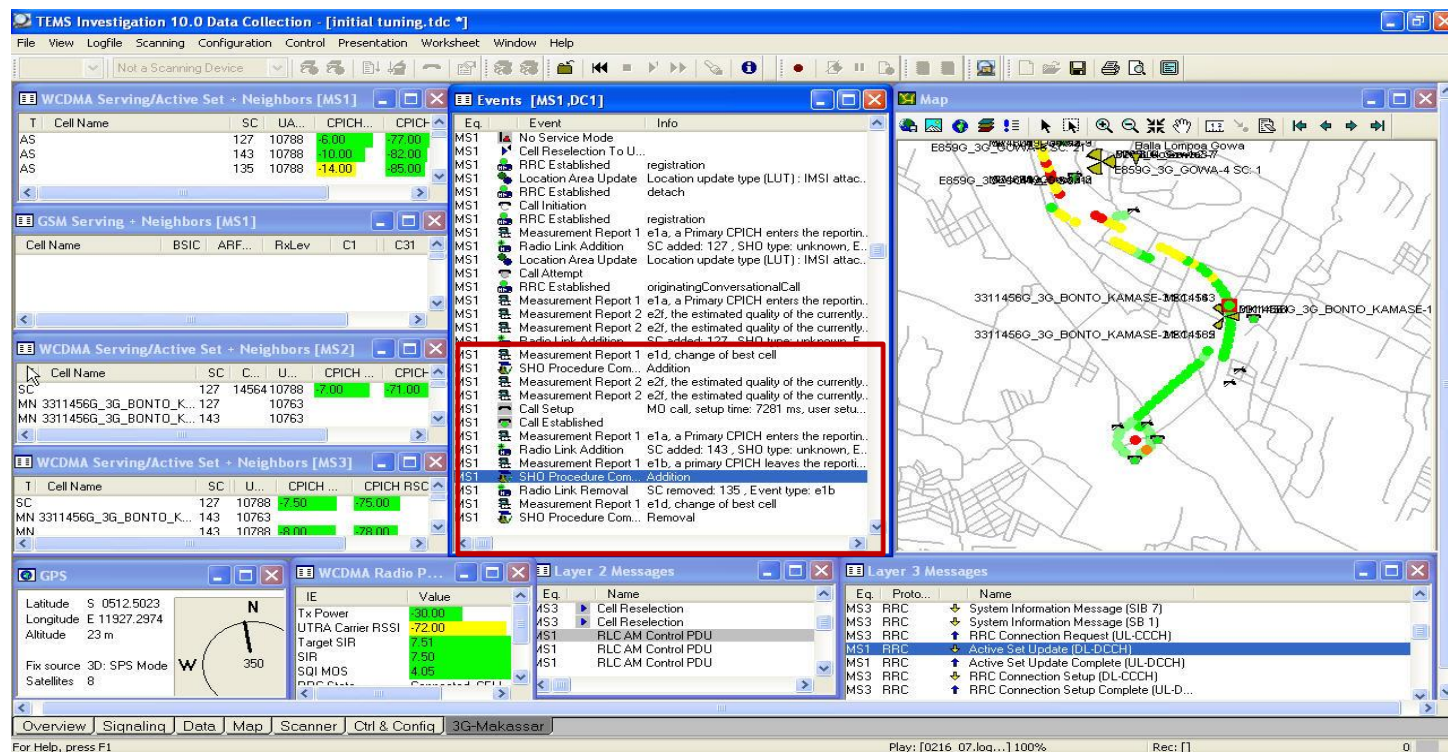 TEMS Investigation 10.0 Data Collection - [initial tuning.tdc *]
File View Logfile Scanning Configuration Control Presentation Worksheet Window Help
Not a Scanning Device
WCDMA Serving/Active Set + Neighbors [MS1]
T Cell Name SC UA... CPICH... CPICH
AS 127 10788 -6.00 -77.00
AS 143 10788 -10.00 -82.00
AS 135 10788 -14.00 -85.00
GSM Serving + Neighbors [MS1]
Cell Name BSIC ARF... RxLev C1 C31
WCDMA Serving/Active Set + Neighbors [MS2]
Cell Name SC C... U... CPICH ... CPICH
SC 127 14564 10788 -7.00 -71.00
MN 3311456G_3G_BONTO_K... 127 10763
MN 3311456G_3G_BONTO_K... 143 10763
WCDMA Serving/Active Set + Neighbors [MS3]
T Cell Name SC U... CPICH ... CPICH RSC
SC 127 10788 -7.50 -75.00
MN 3311456G_3G_BONTO_K... 143 10763
MN 143 10788 -8.00 -78.00
Events [MS1,DC1]
Eq. Event Info
MS1 No Service Mode
MS1 Cell Reselection To U...
MS1 RRC Established registration
MS1 Location Area Update Location update type (LUT) : IMSI attac..
MS1 RRC Established detach
MS1 Call Initiation
MS1 RRC Established registration
MS1 Measurement Report 1 e1a, a Primary CPICH enters the reportin..
MS1 Radio Link Addition SC added: 127 , SHO type: unknown, E..
MS1 Location Area Update Location update type (LUT) : IMSI attac..
MS1 Call Attempt
MS1 RRC Established originatingConversationalCall
MS1 Measurement Report 1 e1a, a Primary CPICH enters the reportin..
MS1 Measurement Report 2 e2f, the estimated quality of the currently..
MS1 Measurement Report 2 e2f, the estimated quality of the currently..
MS1 Radio Link Addition SC added: 127 , SHO type: unknown, E
MS1 Measurement Report 1 e1d, change of best cell
MS1 SHO Procedure Com... Addition
MS1 Measurement Report 2 e2f, the estimated quality of the currently..
MS1 Measurement Report 2 e2f, the estimated quality of the currently..
MS1 Call Setup MO call, setup time: 7281 ms, user setu...
MS1 Call Established
MS1 Measurement Report 1 e1a, a Primary CPICH enters the reportin..
MS1 Radio Link Addition SC added: 143 , SHO type: unknown, E..
MS1 Measurement Report 1 e1b, a primary CPICH leaves the reporti...
MS1 SHO Procedure Com... Addition
MS1 Radio Link Removal SC removed: 135 , Event type: e1b
MS1 Measurement Report 1 e1d, change of best cell
MS1 SHO Procedure Com... Removal
Map
Balla Lompoa Gowa
E859G_3G_GOWA-4 SC: 1
3311456G_3G_BONTO_KAMASE-
3G_BONTO_KAMASE-1
3311456G_3G_BONTO_KAMASE-
GPS
Latitude S 0512.5023
Longitude E 11927.2974
Altitude 23 m
Fix source 3D: SPS Mode
Satellites 8
N
W
350
WCDMA Radio P...
IE Value
Tx Power -30.00
UTRA Carrier RSSI -72.00
Target SIR 7.51
SIR 7.50
SQI MOS 4.05
Layer 2 Messages
Eq. Name
MS3 Cell Reselection
MS3 Cell Reselection
MS1 RLC AM Control PDU
MS1 RLC AM Control PDU
MS1 RLC AM Control PDU
Layer 3 Messages
Eq. Proto... Name
MS3 RRC System Information Message (SIB 7)
MS3 RRC System Information Message (SB 1)
MS3 RRC RRC Connection Request (UL-CCCH)
MS1 RRC Active Set Update (DL-DCCH)
MS1 RRC Active Set Update Complete (UL-DCCH)
MS3 RRC RRC Connection Setup (DL-CCCH)
MS3 RRC RRC Connection Setup Complete (UL-D...
Overview Signaling Data Map Scanner Ctrl & Config 3G-Makassar
For Help, press F1
Play: [0216_07.log...] 100% Rec: [] 0